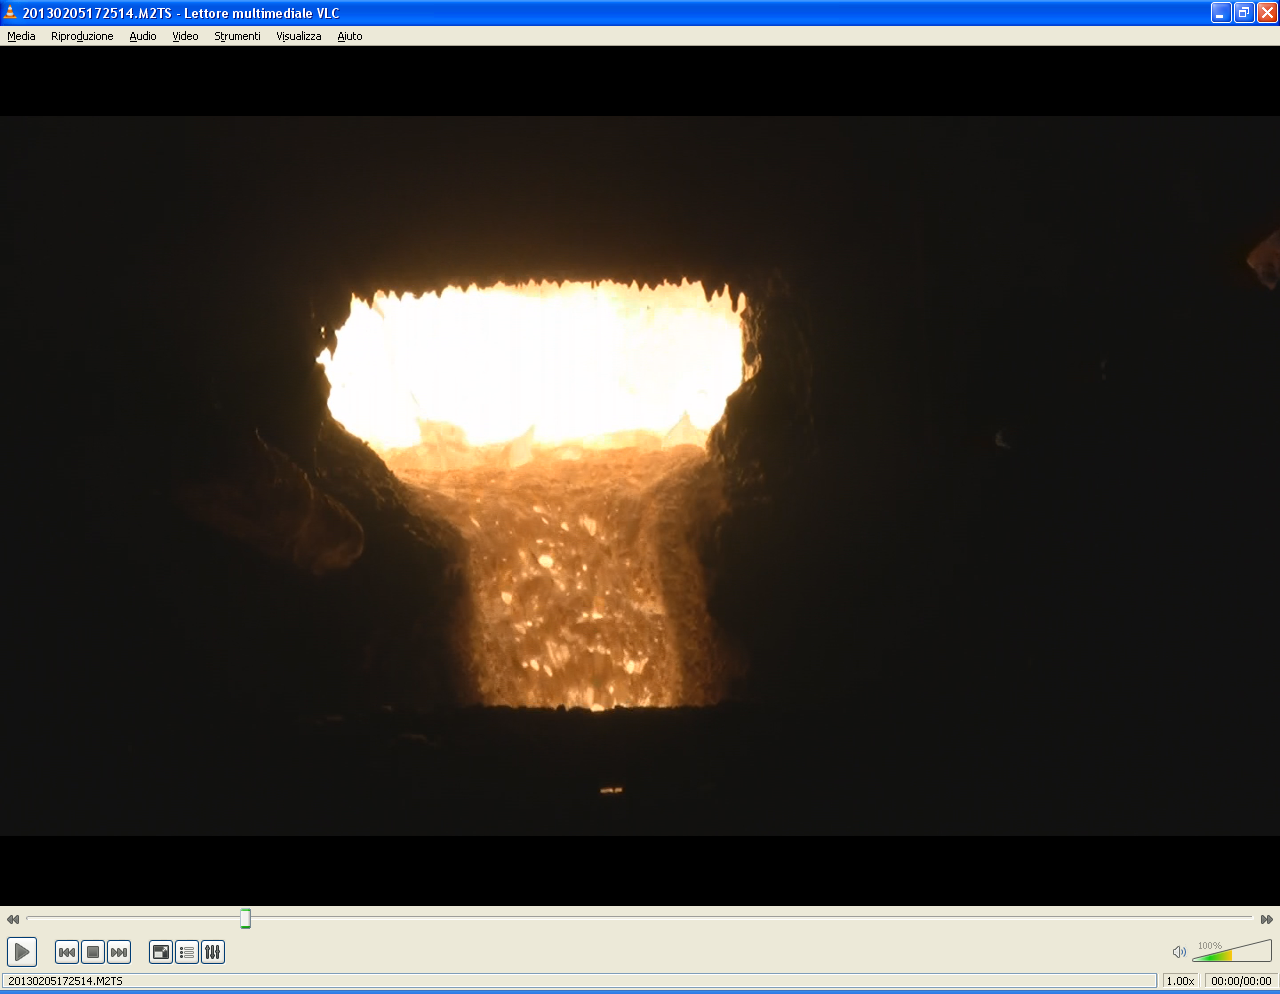 20130205172514.M2TS - Lettore multimediale VLC
Media Riproduzione Audio Video Strumenti Visualizza Aiuto
100%
20130205172514.M2TS 1.00x 00:00/00:00